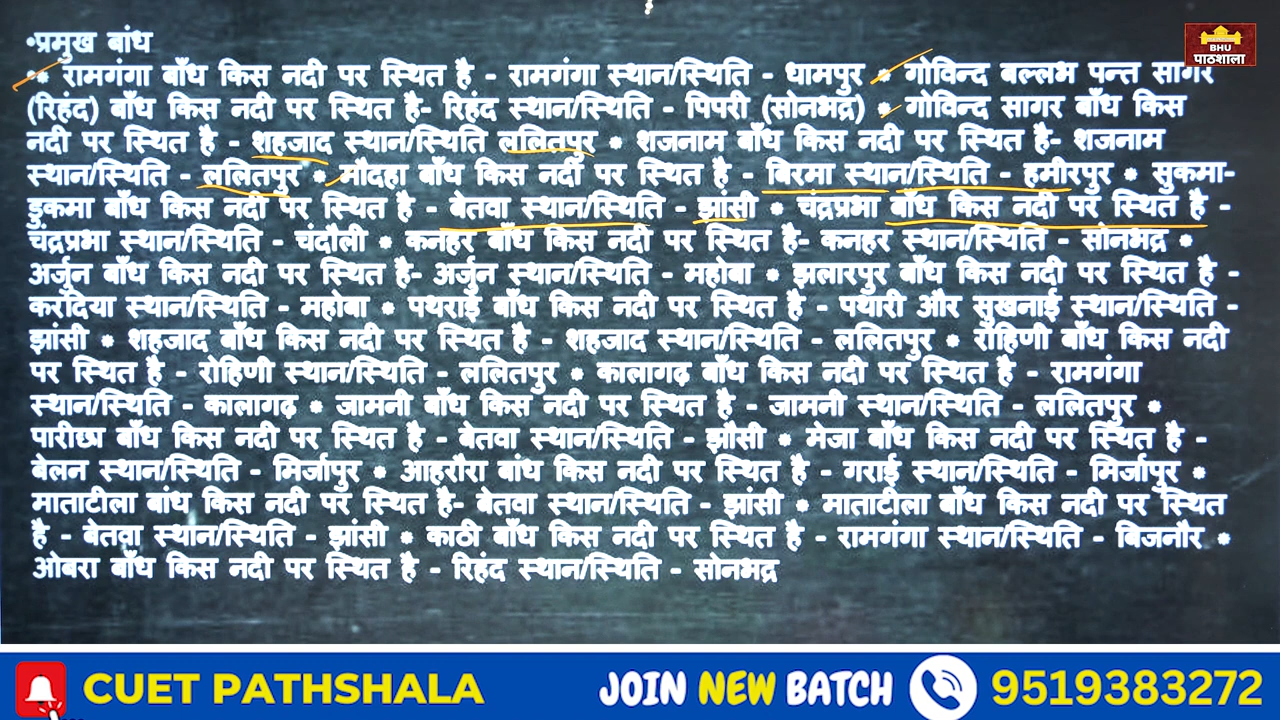 •प्रमुख बांध
•* रामगंगा बाँध किस नदी पर स्थित है - रामगंगा स्थान/स्थिति - धामपुर * गोविन्द बल्लभ पन्त सागर
(रिहंद) बाँध किस नदी पर स्थित है- रिहंद स्थान/स्थिति - पिपरी (सोनभद्र) * गोविन्द सागर बाँध किस
नदी पर स्थित है - शहजाद स्थान/स्थिति ललितपुर * शजनाम बाँध किस नदी पर स्थित है- शजनाम
स्थान/स्थिति - ललितपुर * मौदहा बाँध किस नदी पर स्थित है - बिरमा स्थान/स्थिति - हमीरपुर * सुकमा-
डुकमा बाँध किस नदी पर स्थित है - बेतवा स्थान/स्थिति - झांसी * चंद्रप्रभा बाँध किस नदी पर स्थित है -
चंद्रप्रभा स्थान/स्थिति - चंदौली * कनहर बाँध किस नदी पर स्थित है- कनहर स्थान/स्थिति - सोनभद्र *
अर्जुन बाँध किस नदी पर स्थित है- अर्जुन स्थान/स्थिति - महोबा * झलारपुर बाँध किस नदी पर स्थित है -
करोंदिया स्थान/स्थिति - महोबा * पथराई बाँध किस नदी पर स्थित है - पथारी और सुखनाई स्थान/स्थिति -
झांसी * शहजाद बाँध किस नदी पर स्थित है - शहजाद स्थान/स्थिति - ललितपुर * रोहिणी बाँध किस नदी
पर स्थित है - रोहिणी स्थान/स्थिति - ललितपुर * कालागढ़ बाँध किस नदी पर स्थित है - रामगंगा
स्थान/स्थिति - कालागढ़ * जामनी बाँध किस नदी पर स्थित है - जामनी स्थान/स्थिति - ललितपुर *
पारीछा बाँध किस नदी पर स्थित है - बेतवा स्थान/स्थिति - झाँसी * मेजा बाँध किस नदी पर स्थित है -
बेलन स्थान/स्थिति - मिर्जापुर * आहरौरा बांध किस नदी पर स्थित है - गराई स्थान/स्थिति - मिर्जापुर *
माताटीला बांध किस नदी पर स्थित है- बेतवा स्थान/स्थिति - झांसी * माताटीला बाँध किस नदी पर स्थित
है - बेतवा स्थान/स्थिति - झांसी * काठी बाँध किस नदी पर स्थित है - रामगंगा स्थान/स्थिति - बिजनौर *
ओबरा बाँध किस नदी पर स्थित है - रिहंद स्थान/स्थिति - सोनभद्र
BHU
पाठशाला
CUET PATHSHALA JOIN NEW BATCH 9519383272